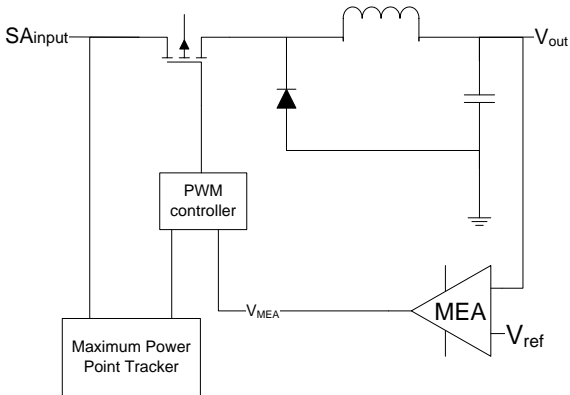 SAinput
Vout
PWM
controller
VMEA
MEA
Vref
Maximum Power
Point Tracker